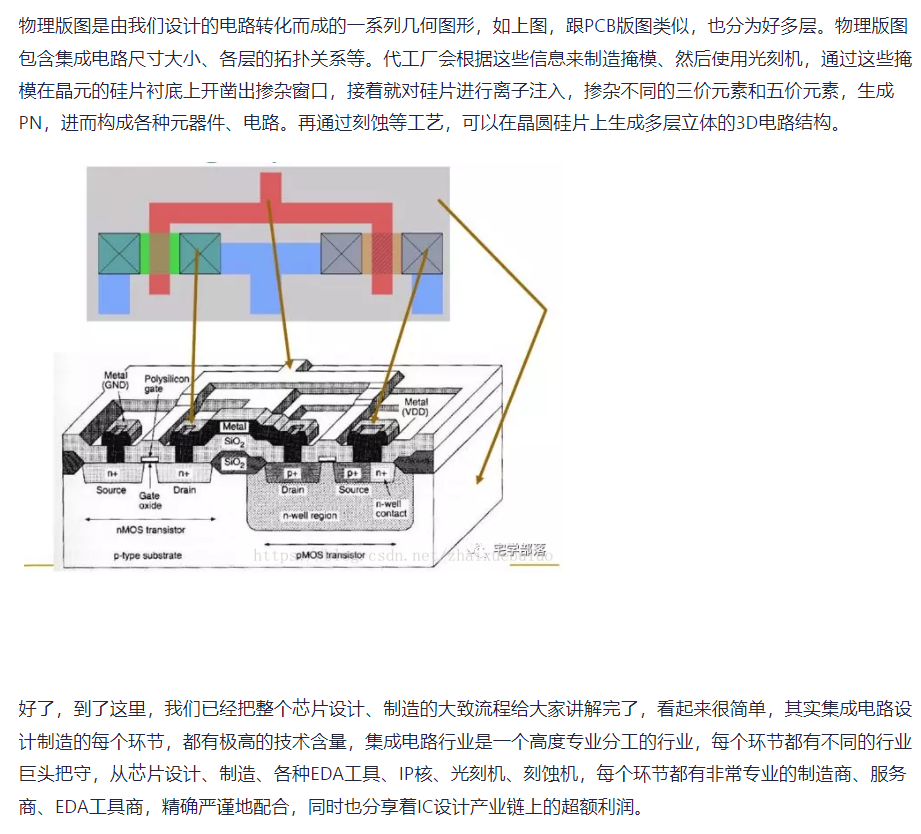 物理版图是由我们设计的电路转化而成的一系列几何图形，如上图，跟PCB版图类似，也分为好多层。物理版图
包含集成电路尺寸大小、各层的拓扑关系等。代工厂会根据这些信息来制造掩模、然后使用光刻机，通过这些掩
模在晶元的硅片衬底上开凿出掺杂窗口，接着就对硅片进行离子注入，掺杂不同的三价元素和五价元素，生成
PN，进而构成各种元器件、电路。再通过刻蚀等工艺，可以在晶圆硅片上生成多层立体的3D电路结构。
Metal
(GND)
Polysilicon
gate
Metal
(VDD)
Metal
SiO2
SiO2
n+
n+
p+
p+
n+
Source
Gate
oxide
Drain
Drain
Source
n-well
contact
n-well region
nMOS transistor
pMOS transistor
p-type substrate
宅学部落
好了，到了这里，我们已经把整个芯片设计、制造的大致流程给大家讲解完了，看起来很简单，其实集成电路设
计制造的每个环节，都有极高的技术含量，集成电路行业是一个高度专业分工的行业，每个环节都有不同的行业
巨头把守，从芯片设计、制造、各种EDA工具、IP核、光刻机、刻蚀机，每个环节都有非常专业的制造商、服务
商、EDA工具商，精确严谨地配合，同时也分享着IC设计产业链上的超额利润。